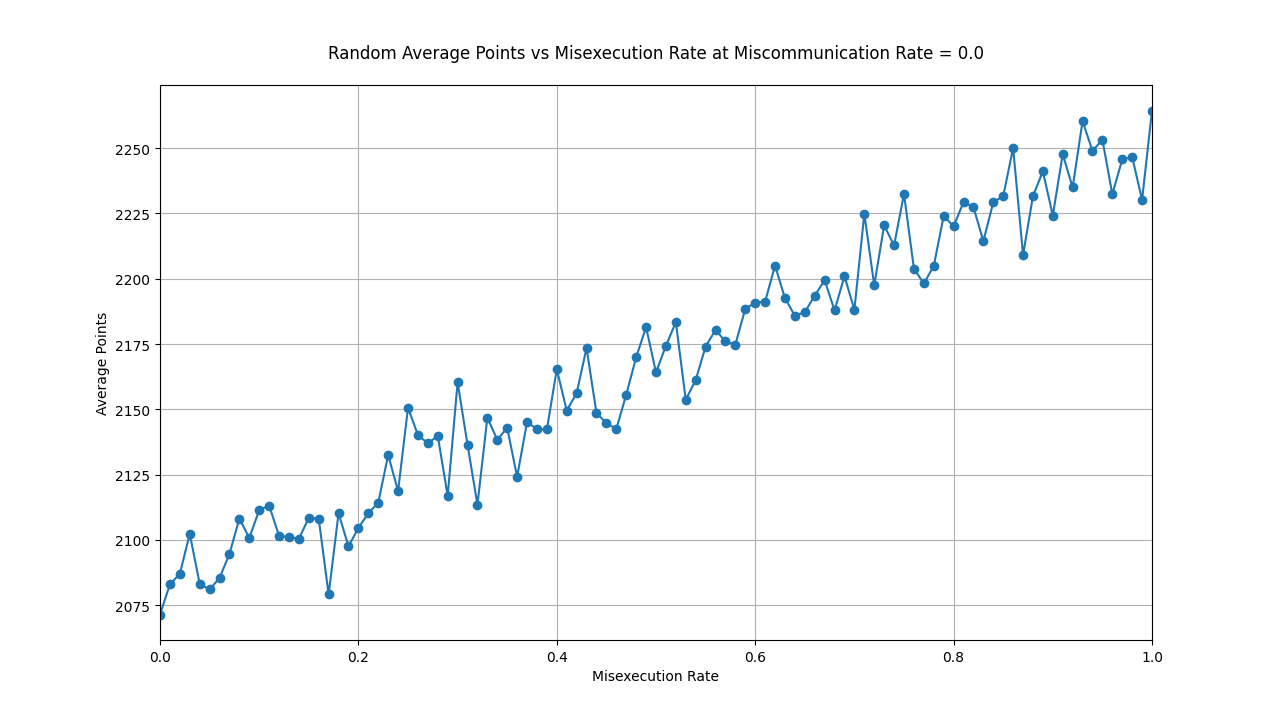 Random Average Points vs Misexecution Rate at Miscommunication Rate = 0.0
Average Points
2250
2225
2200
2175
2150
2125
2100
2075
0.0 0.2 0.4 0.6 0.8 1.0
Misexecution Rate